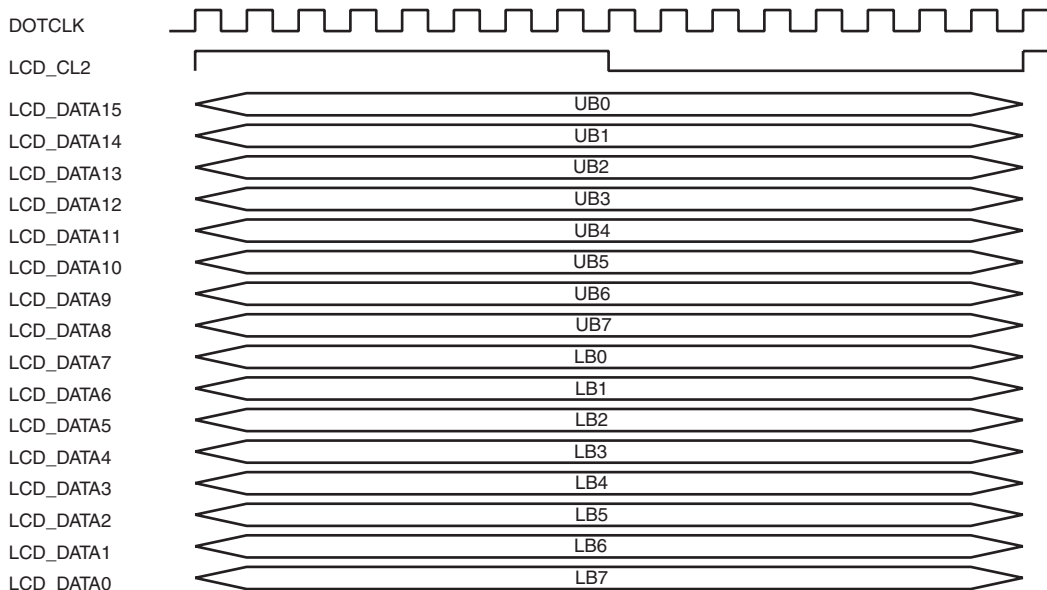 DOTCLK
LCD_CL2
LCD_DATA15 UB0
LCD_DATA14 UB1
LCD_DATA13 UB2
LCD_DATA12 UB3
LCD_DATA11 UB4
LCD_DATA10 UB5
LCD_DATA9 UB6
LCD_DATA8 UB7
LCD_DATA7 LB0
LCD_DATA6 LB1
LCD_DATA5 LB2
LCD_DATA4 LB3
LCD_DATA3 LB4
LCD_DATA2 LB5
LCD_DATA1 LB6
LCD_DATA0 LB7